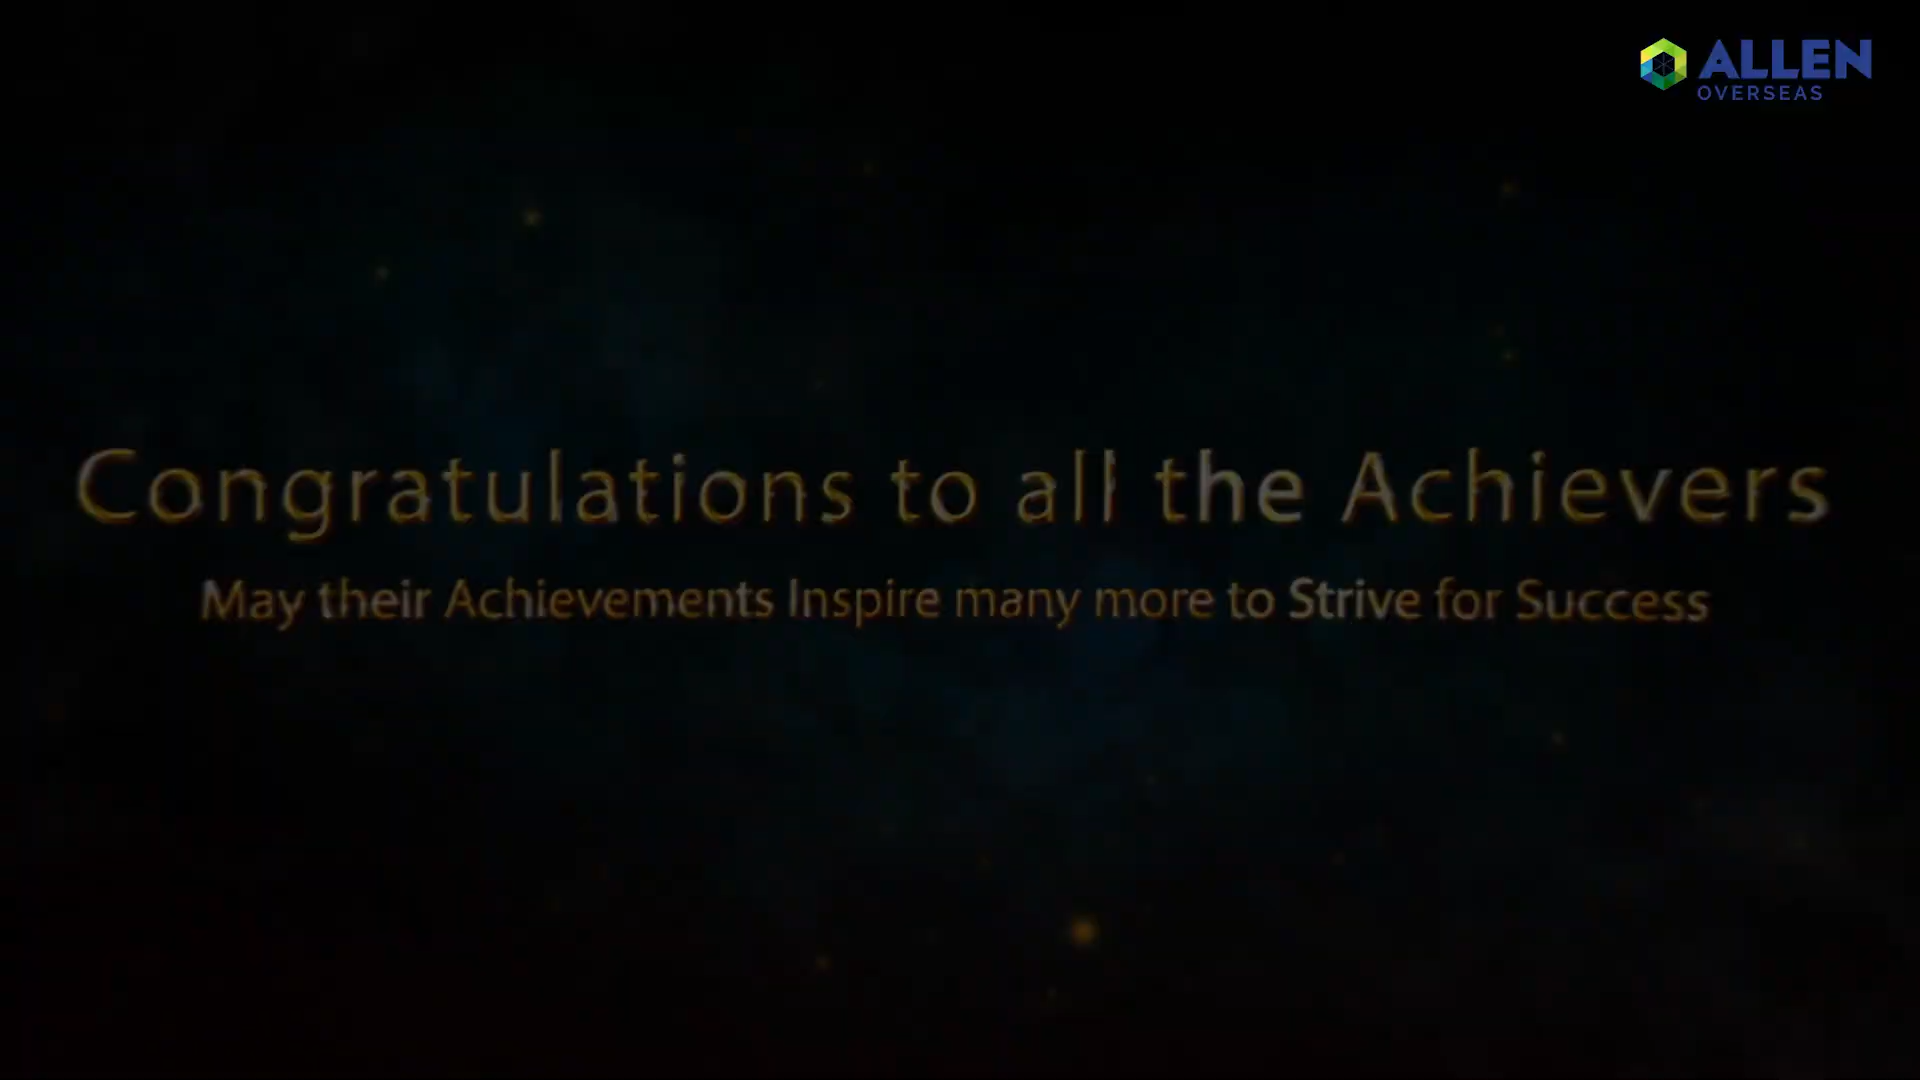 ALLEN
OVERSEAS
Congratulations to all the Achievers
May their Achievements Inspire many more to Strive for Success